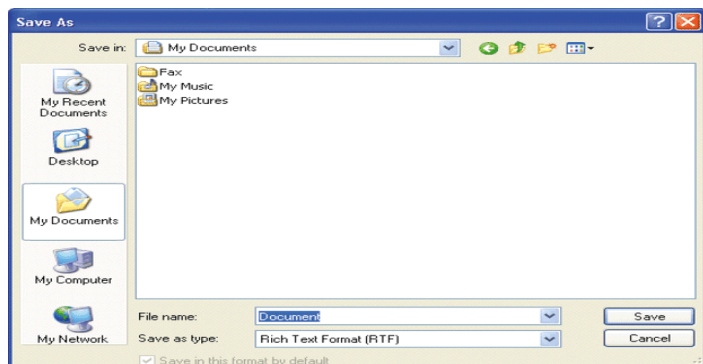 Save As
Save in: My Documents
Fax
My Music
My Pictures
My Recent
Documents
Desktop
My Documents
My Computer
My Network
File name: Document Save
Save as type: Rich Text Format (RTF) Cancel
Save in this format by default